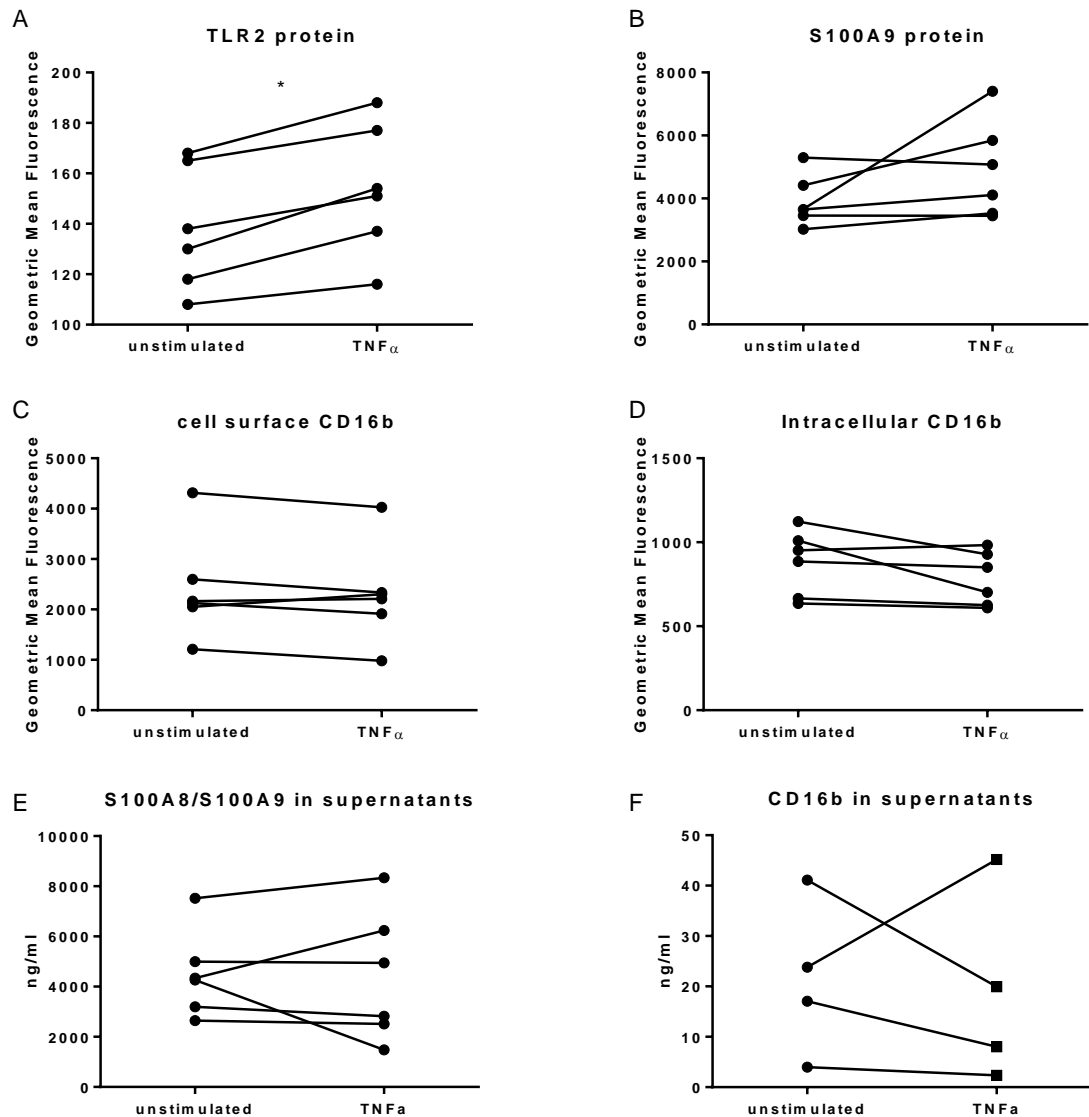 A
TLR2 protein
Geometric Mean Fluorescence
200
180
160
140
120
100
*
unstimulated
TNFα
B
S100A9 protein
Geometric Mean Fluorescence
8000
6000
4000
2000
0
unstimulated
TNFα
C
cell surface CD16b
Geometric Mean Fluorescence
5000
4000
3000
2000
1000
0
unstimulated
TNFα
D
Intracellular CD16b
Geometric Mean Fluorescence
1500
1000
500
0
unstimulated
TNFα
E
S100A8/S100A9 in supernatants
ng/ml
10000
8000
6000
4000
2000
0
unstimulated
TNFa
F
CD16b in supernatants
ng/ml
50
40
30
20
10
0
unstimulated
TNFa